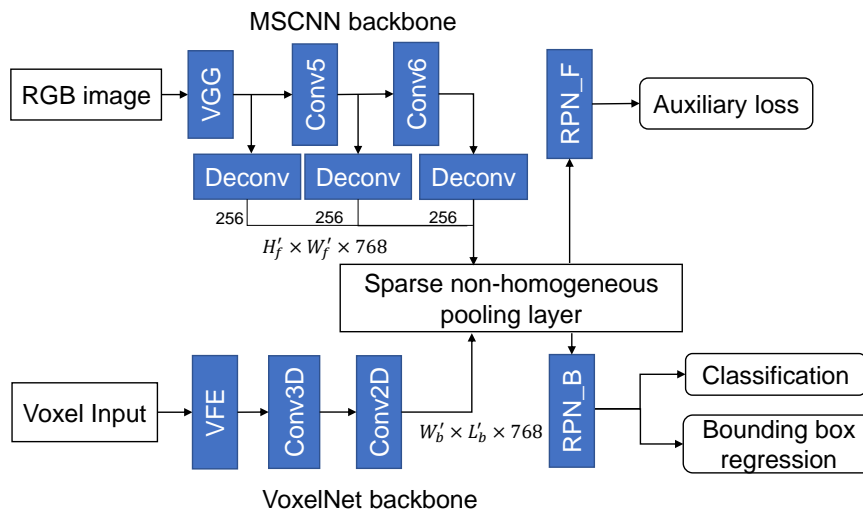 MSCNN backbone
RGB image
VGG
Conv5
Conv6
RPN_F
Auxiliary loss
Deconv
Deconv
Deconv
256
256
256
H'_f × W'_f × 768
Sparse non-homogeneous
pooling layer
Voxel Input
VFE
Conv3D
Conv2D
W'_b × L'_b × 768
RPN_B
Classification
Bounding box
regression
VoxelNet backbone